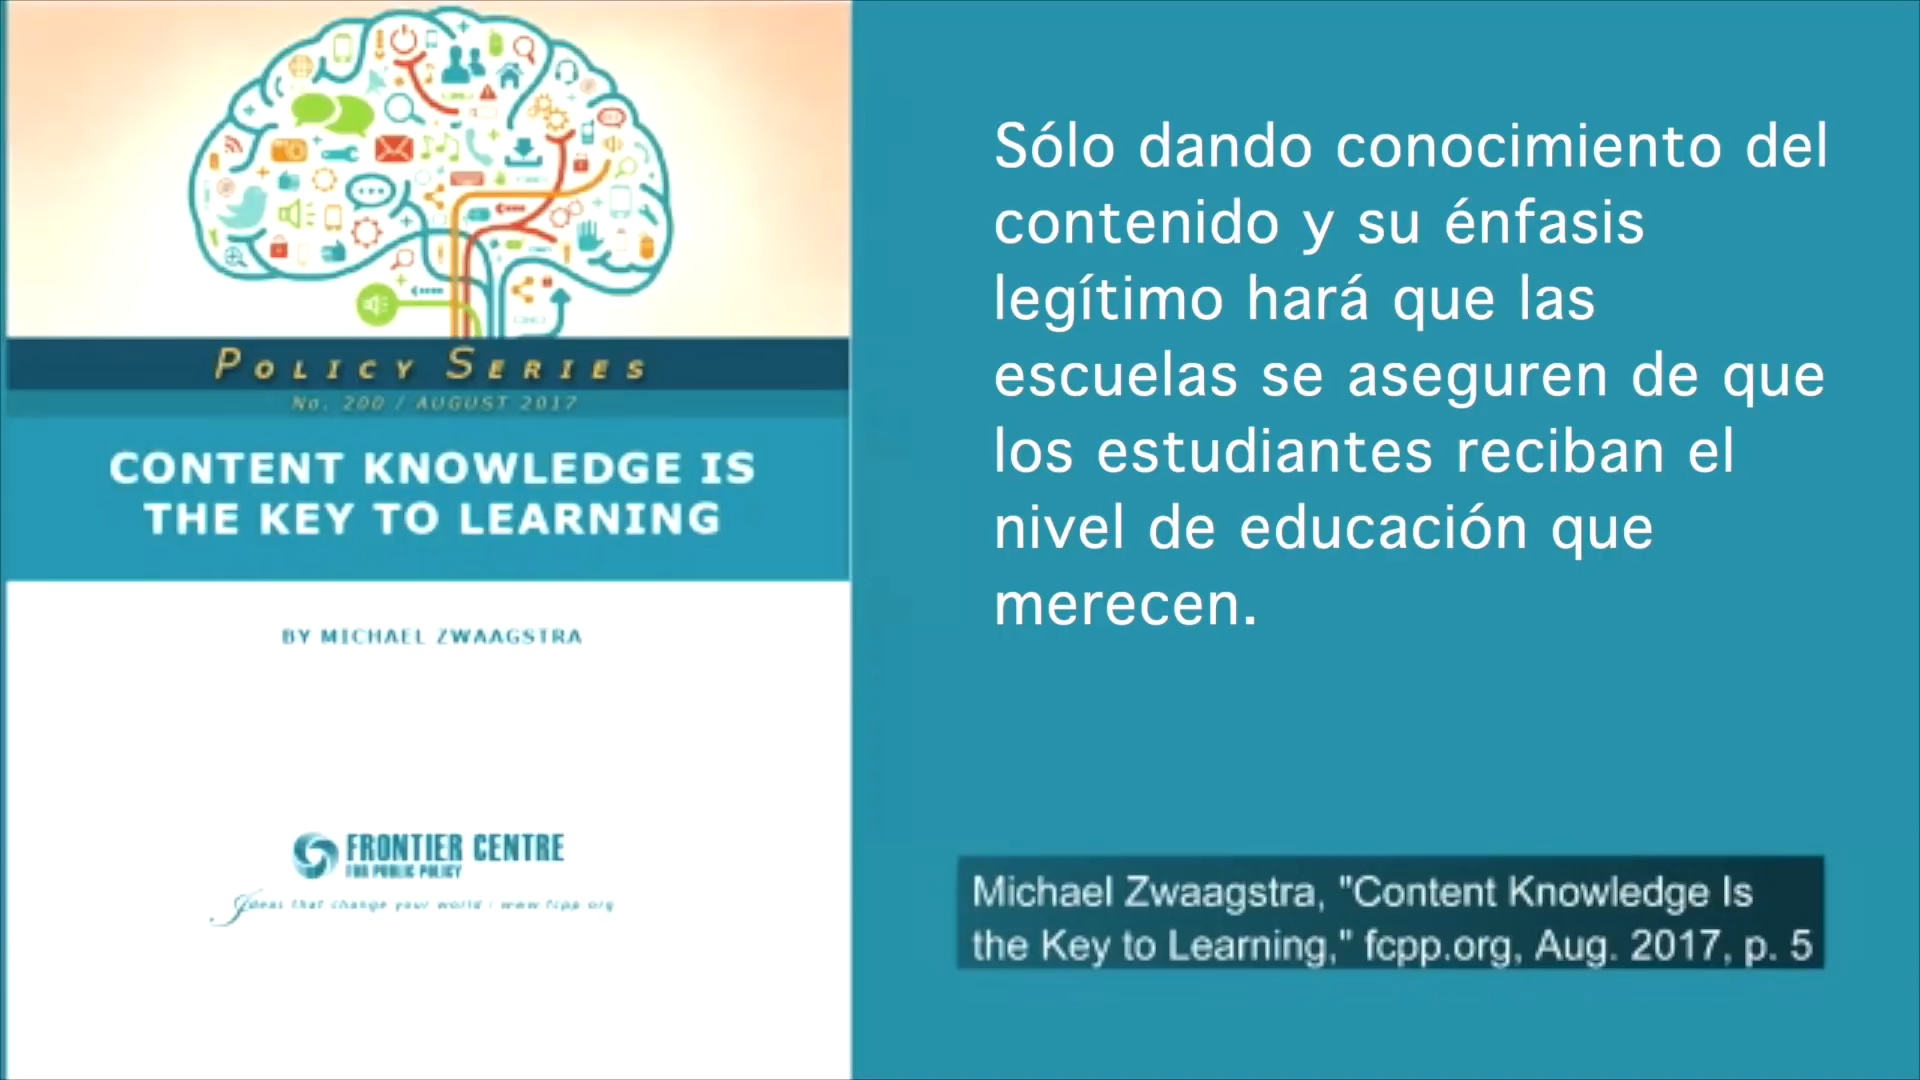 POLICY SERIES
No. 200 / AUGUST 2017
CONTENT KNOWLEDGE IS
THE KEY TO LEARNING
BY MICHAEL ZWAAGSTRA
FRONTIER CENTRE
FOR PUBLIC POLICY
Ideas that change your world / www.fcpp.org
Sólo dando conocimiento del
contenido y su énfasis
legítimo hará que las
escuelas se aseguren de que
los estudiantes reciban el
nivel de educación que
merecen.
Michael Zwaagstra, "Content Knowledge Is
the Key to Learning," fcpp.org, Aug. 2017, p. 5